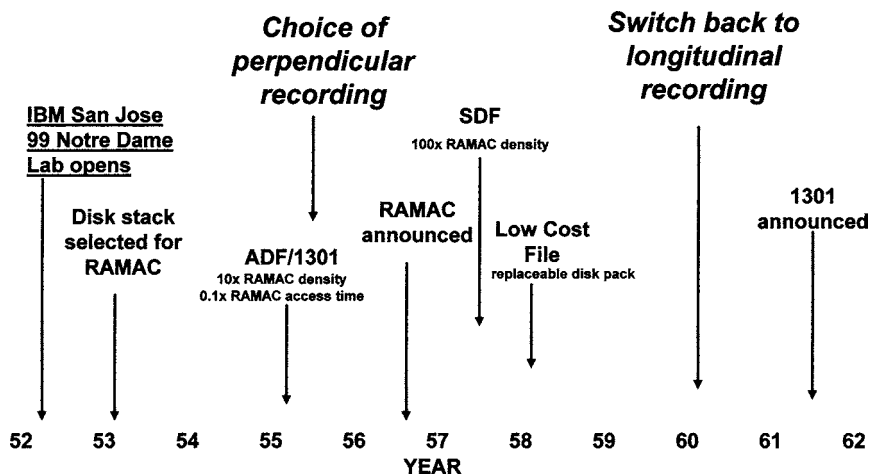 Choice of
perpendicular
recording
Switch back to
longitudinal
recording
IBM San Jose
99 Notre Dame
Lab opens
SDF
100x RAMAC density
Disk stack
selected for
RAMAC
ADF/1301
10x RAMAC density
0.1x RAMAC access time
RAMAC
announced
Low Cost
File
replaceable disk pack
1301
announced
52 53 54 55 56 57 58 59 60 61 62
YEAR